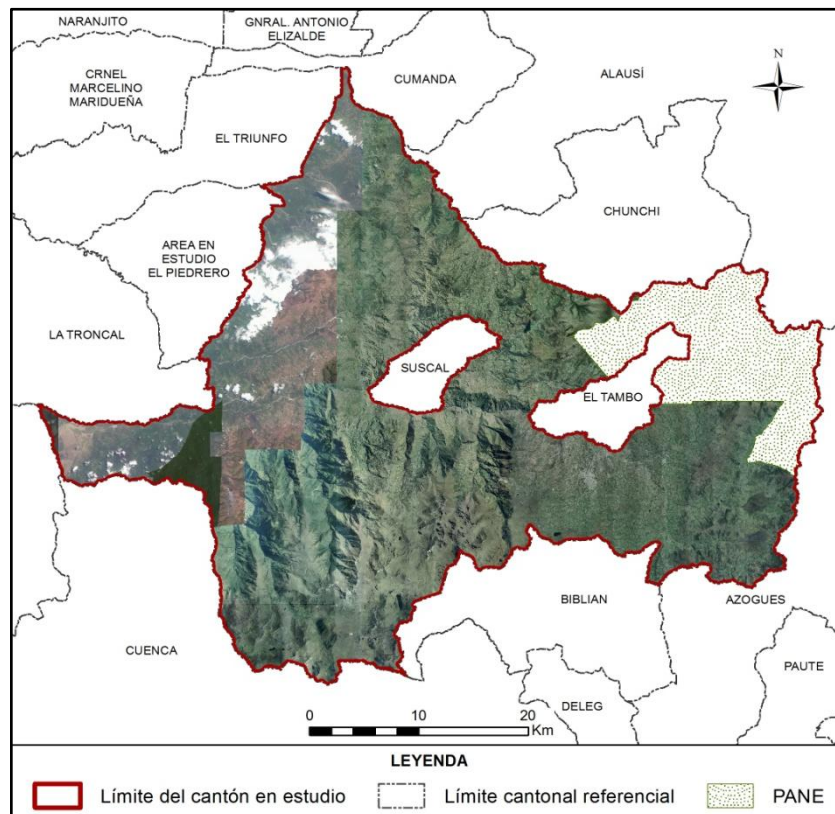 NARANJITO
GNRAL. ANTONIO
ELIZALDE
CRNEL
MARCELINO
MARIDUEÑA
CUMANDA
ALAUSÍ
N
EL TRIUNFO
CHUNCHI
AREA EN
ESTUDIO
EL PIEDRERO
LA TRONCAL
SUSCAL
EL TAMBO
BIBLIAN
AZOGUES
CUENCA
PAUTE
DELEG
0 10 20
Km
LEYENDA
Límite del cantón en estudio Límite cantonal referencial PANE